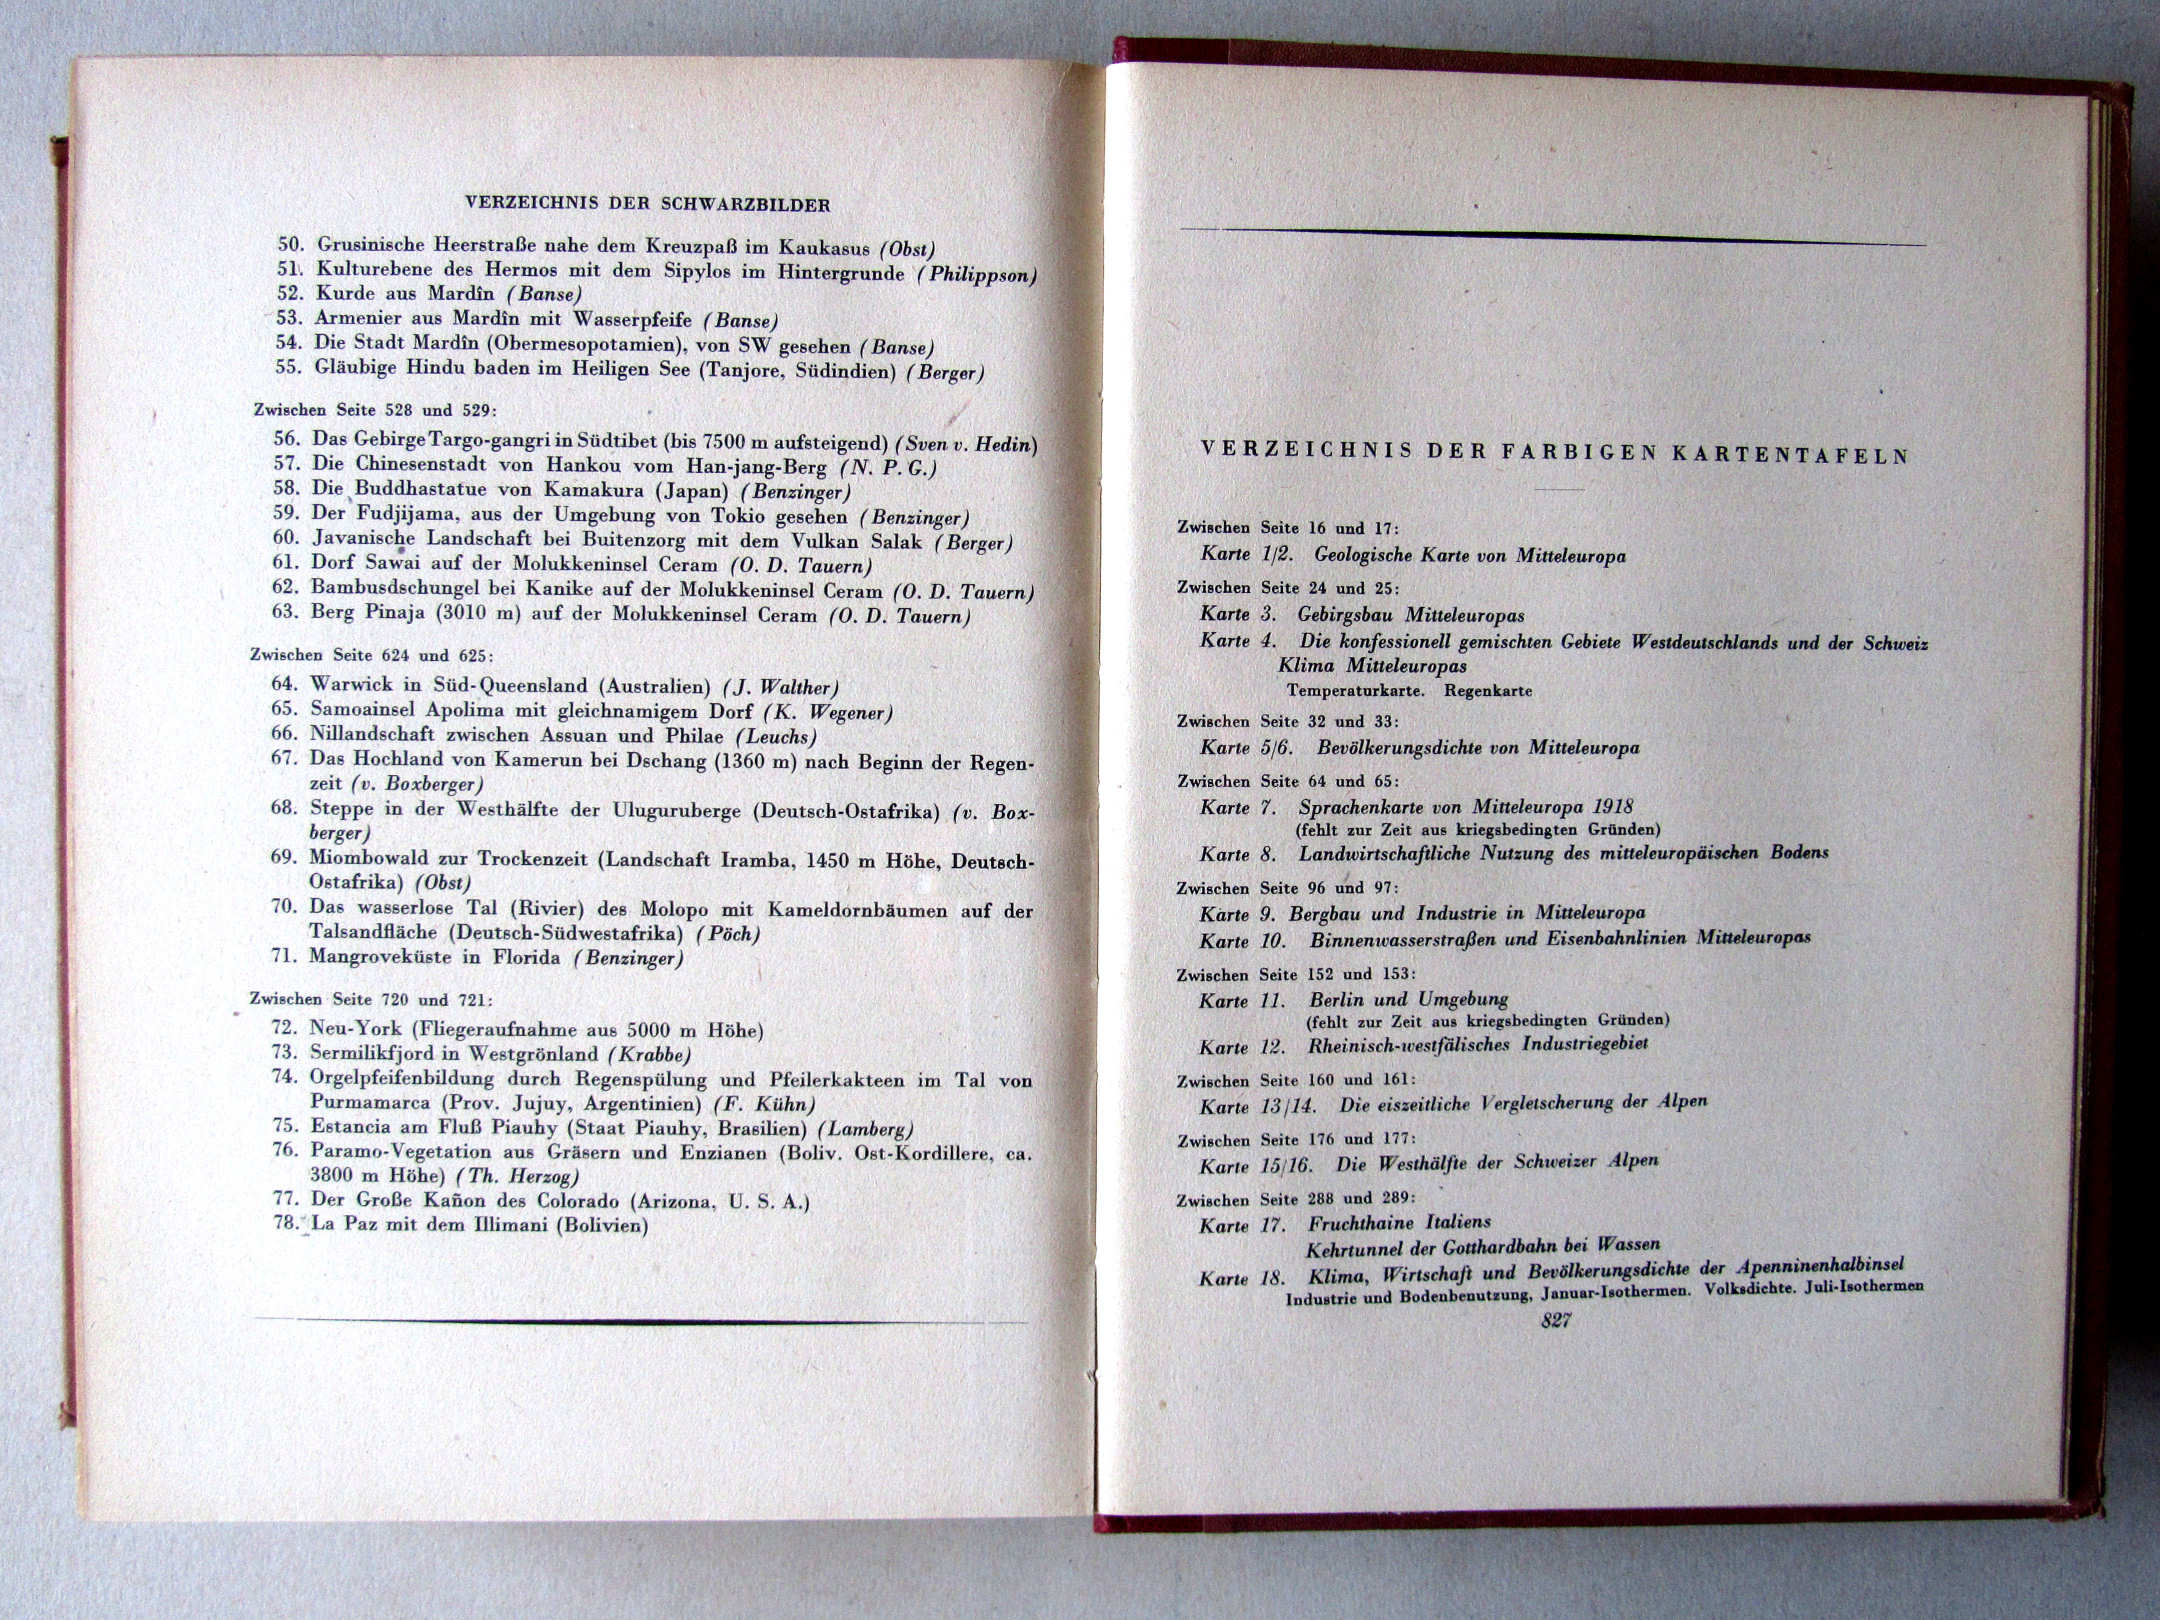 VERZEICHNIS DER SCHWARZBILDER
50. Grusinische Heerstraße nahe dem Kreuzpaß im Kaukasus (Obst)
51. Kulturebene des Hermos mit dem Sipylos im Hintergrunde (Philippson)
52. Kurde aus Mardîn (Banse)
53. Armenier aus Mardîn mit Wasserpfeife (Banse)
54. Die Stadt Mardîn (Obermesopotamien), von SW gesehen (Banse)
55. Gläubige Hindu baden im Heiligen See (Tanjore, Südindien) (Berger)
Zwischen Seite 528 und 529:
56. Das Gebirge Targo-gangri in Südtibet (bis 7500 m aufsteigend) (Sven v. Hedin)
57. Die Chinesenstadt von Hankou vom Han-jang-Berg (N. P. G.)
58. Die Buddhastatue von Kamakura (Japan) (Benzinger)
59. Der Fudjijama, aus der Umgebung von Tokio gesehen (Benzinger)
60. Javanische Landschaft bei Buitenzorg mit dem Vulkan Salak (Berger)
61. Dorf Sawai auf der Molukkeninsel Ceram (O. D. Tauern)
62. Bambusdschungel bei Kanike auf der Molukkeninsel Ceram (O. D. Tauern)
63. Berg Pinaja (3010 m) auf der Molukkeninsel Ceram (O. D. Tauern)
Zwischen Seite 624 und 625:
64. Warwick in Süd-Queensland (Australien) (J. Walther)
65. Samoainsel Apolima mit gleichnamigem Dorf (K. Wegener)
66. Nillandschaft zwischen Assuan und Philae (Leuchs)
67. Das Hochland von Kamerun bei Dschang (1360 m) nach Beginn der Regen-
zeit (v. Boxberger)
68. Steppe in der Westhälfte der Uluguruberge (Deutsch-Ostafrika) (v. Box-
berger)
69. Miombowald zur Trockenzeit (Landschaft Iramba, 1450 m Höhe, Deutsch-
Ostafrika) (Obst)
70. Das wasserlose Tal (Rivier) des Molopo mit Kameldornbäumen auf der
Talsandfläche (Deutsch-Südwestafrika) (Pöch)
71. Mangroveküste in Florida (Benzinger)
Zwischen Seite 720 und 721:
72. Neu-York (Fliegeraufnahme aus 5000 m Höhe)
73. Sermilikfjord in Westgrönland (Krabbe)
74. Orgelpfeifenbildung durch Regenspülung und Pfeilerkakteen im Tal von
Purmamarca (Prov. Jujuy, Argentinien) (F. Kühn)
75. Estancia am Fluß Piauhy (Staat Piauhy, Brasilien) (Lamberg)
76. Paramo-Vegetation aus Gräsern und Enzianen (Boliv. Ost-Kordillere, ca.
3800 m Höhe) (Th. Herzog)
77. Der Große Kañon des Colorado (Arizona, U. S. A.)
78. La Paz mit dem Illimani (Bolivien)
VERZEICHNIS DER FARBIGEN KARTENTAFELN
Zwischen Seite 16 und 17:
Karte 1/2. Geologische Karte von Mitteleuropa
Zwischen Seite 24 und 25:
Karte 3. Gebirgsbau Mitteleuropas
Karte 4. Die konfessionell gemischten Gebiete Westdeutschlands und der Schweiz
Klima Mitteleuropas
Temperaturkarte. Regenkarte
Zwischen Seite 32 und 33:
Karte 5/6. Bevölkerungsdichte von Mitteleuropa
Zwischen Seite 64 und 65:
Karte 7. Sprachenkarte von Mitteleuropa 1918
(fehlt zur Zeit aus kriegsbedingten Gründen)
Karte 8. Landwirtschaftliche Nutzung des mitteleuropäischen Bodens
Zwischen Seite 96 und 97:
Karte 9. Bergbau und Industrie in Mitteleuropa
Karte 10. Binnenwasserstraßen und Eisenbahnlinien Mitteleuropas
Zwischen Seite 152 und 153:
Karte 11. Berlin und Umgebung
(fehlt zur Zeit aus kriegsbedingten Gründen)
Karte 12. Rheinisch-westfälisches Industriegebiet
Zwischen Seite 160 und 161:
Karte 13/14. Die eiszeitliche Vergletscherung der Alpen
Zwischen Seite 176 und 177:
Karte 15/16. Die Westhälfte der Schweizer Alpen
Zwischen Seite 288 und 289:
Karte 17. Fruchthaine Italiens
Kehrtunnel der Gotthardbahn bei Wassen
Karte 18. Klima, Wirtschaft und Bevölkerungsdichte der Apenninenhalbinsel
Industrie und Bodenbenutzung, Januar-Isothermen. Volksdichte. Juli-Isothermen
827